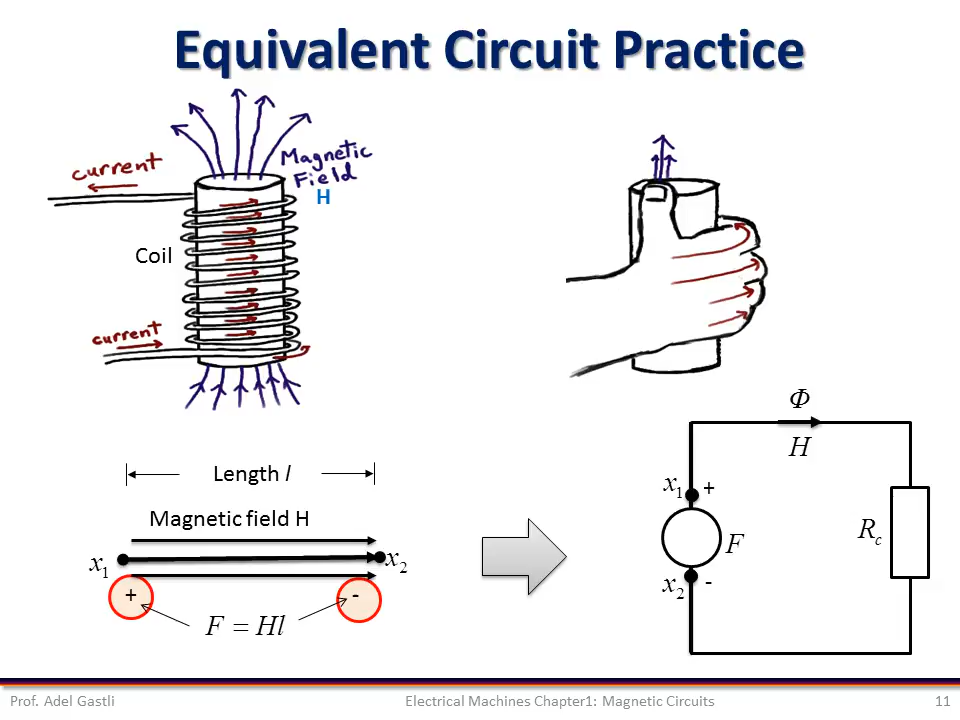 Equivalent Circuit Practice
current
Magnetic
Field
H
Coil
current
Length l
Magnetic field H
x₁
x₂
+
-
F = Hl
Φ
H
x₁
+
F
x₂
-
R_c
Prof. Adel Gastli
Electrical Machines Chapter1: Magnetic Circuits
11